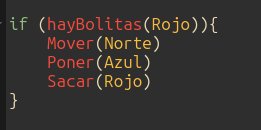 if (hayBolitas(Rojo)){
    Mover(Norte)
    Poner(Azul)
    Sacar(Rojo)
}